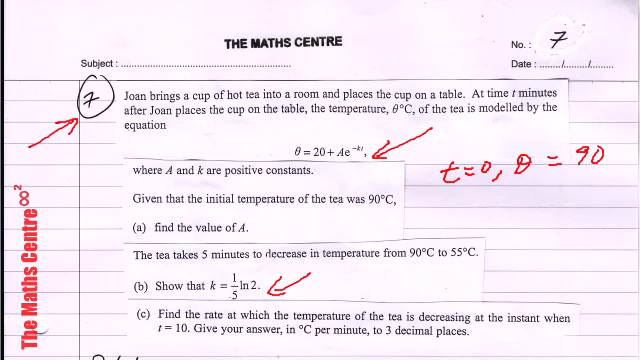 THE MATHS CENTRE
No.: 7
Subject : ........................................................
Date : ......../........./.........
7
Joan brings a cup of hot tea into a room and places the cup on a table. At time t minutes
after Joan places the cup on the table, the temperature, θ°C, of the tea is modelled by the
equation
θ = 20 + Ae⁻ᵏᵗ,
where A and k are positive constants.
t=0, θ = 90
Given that the initial temperature of the tea was 90°C,
(a) find the value of A.
The tea takes 5 minutes to decrease in temperature from 90°C to 55°C.
(b) Show that k = 1/5 ln 2.
(c) Find the rate at which the temperature of the tea is decreasing at the instant when
t = 10. Give your answer, in °C per minute, to 3 decimal places.
The Maths Centre ∞²